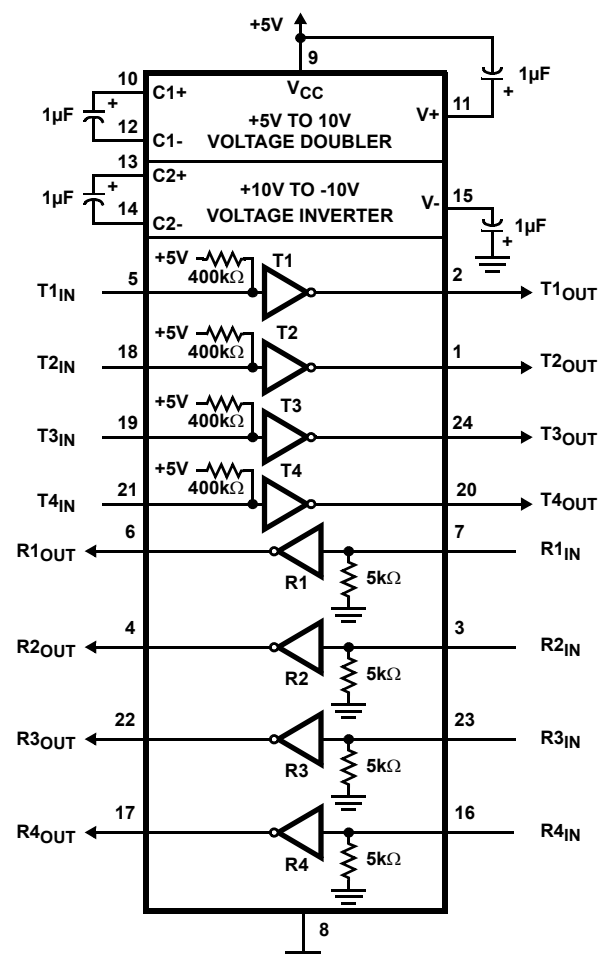 +5V
9
10
1µF
+
12
C1+
C1-
VCC
+5V TO 10V
VOLTAGE DOUBLER
V+
11
1µF
+
13
1µF
+
14
C2+
C2-
+10V TO -10V
VOLTAGE INVERTER
V-
15
1µF
+
T1IN
5
+5V
400kΩ
T1
2
T1OUT
T2IN
18
+5V
400kΩ
T2
1
T2OUT
T3IN
19
+5V
400kΩ
T3
24
T3OUT
T4IN
21
+5V
400kΩ
T4
20
T4OUT
R1OUT
6
R1
5kΩ
7
R1IN
R2OUT
4
R2
5kΩ
3
R2IN
R3OUT
22
R3
5kΩ
23
R3IN
R4OUT
17
R4
5kΩ
16
R4IN
8